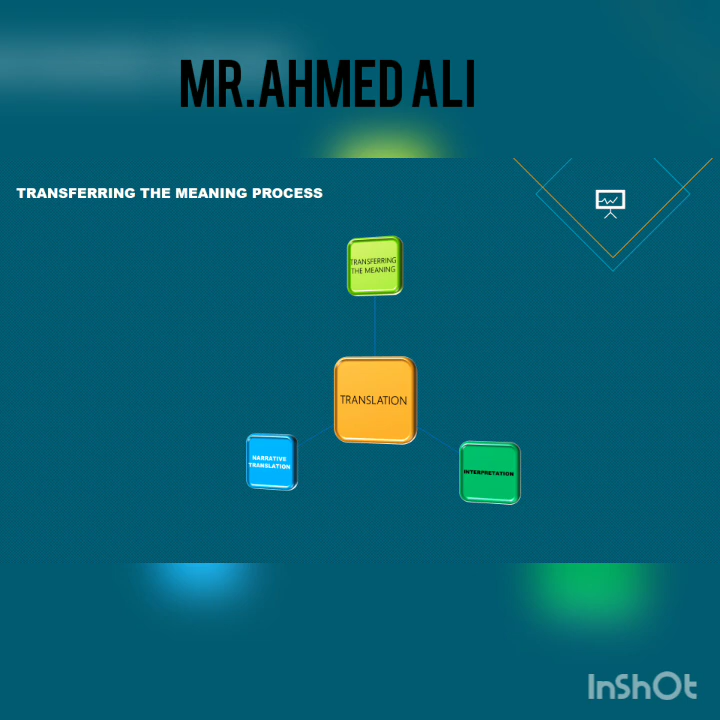 MR.AHMED ALI
TRANSFERRING THE MEANING PROCESS
TRANSFERRING
THE MEANING
TRANSLATION
NARRATIVE
TRANSLATION
INTERPRETATION
InShOt